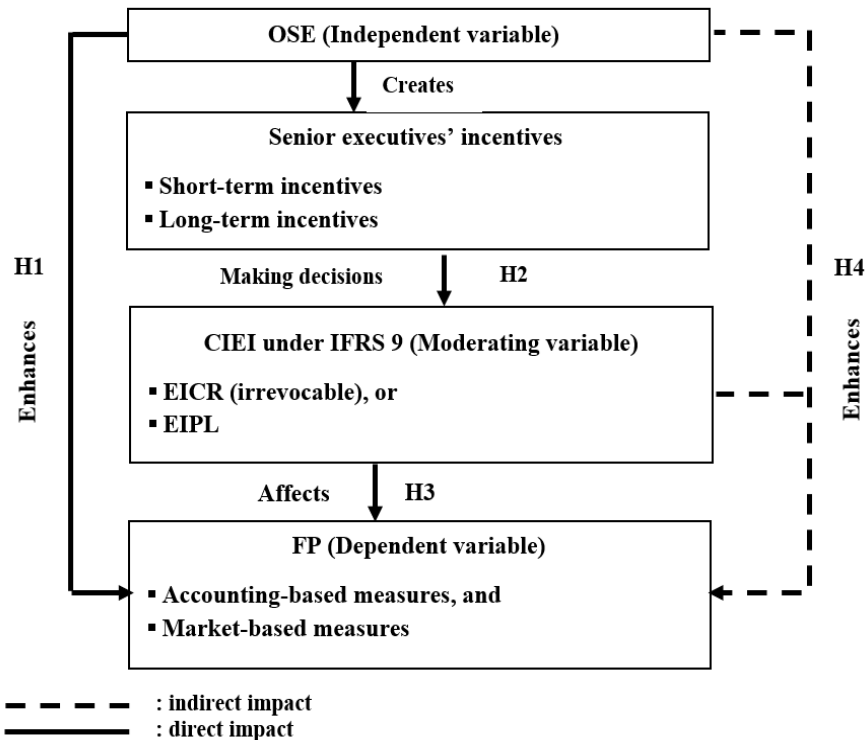 OSE (Independent variable)
Creates
Senior executives’ incentives
▪ Short-term incentives
▪ Long-term incentives
H1
Enhances
Making decisions
H2
H4
Enhances
CIEI under IFRS 9 (Moderating variable)
▪ EICR (irrevocable), or
▪ EIPL
Affects
H3
FP (Dependent variable)
▪ Accounting-based measures, and
▪ Market-based measures
: indirect impact
: direct impact